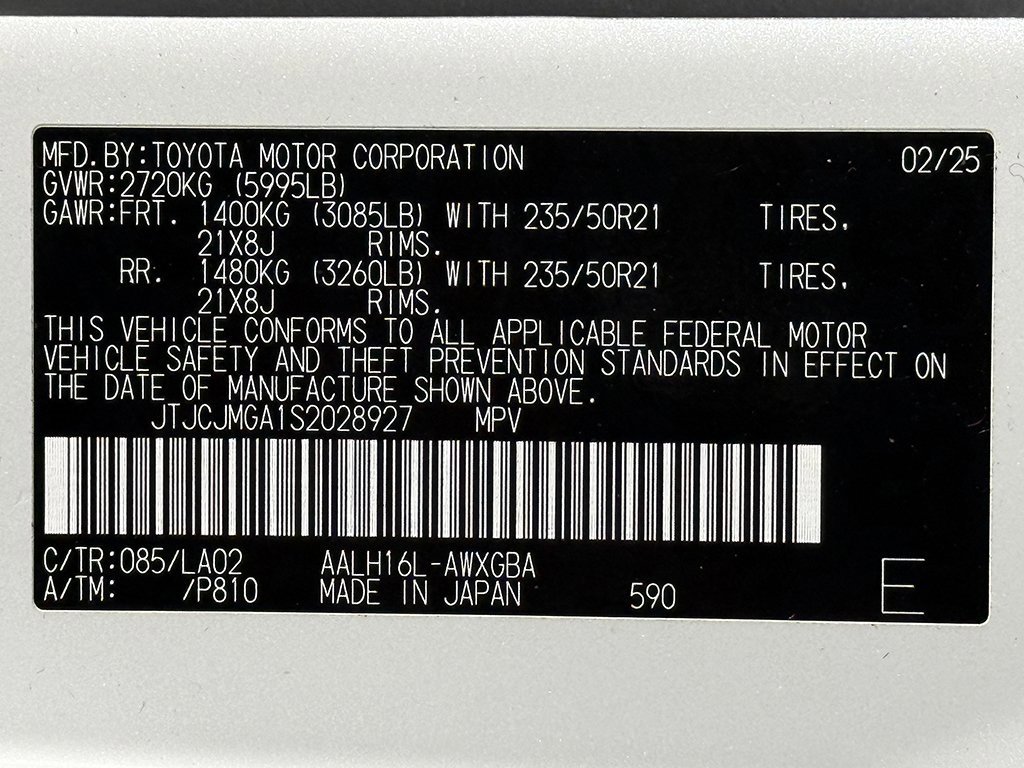 MFD.BY:TOYOTA MOTOR CORPORATION 02/25
GVWR:2720KG (5995LB)
GAWR:FRT. 1400KG (3085LB) WITH 235/50R21 TIRES,
21X8J RIMS.
RR. 1480KG (3260LB) WITH 235/50R21 TIRES,
21X8J RIMS.
THIS VEHICLE CONFORMS TO ALL APPLICABLE FEDERAL MOTOR
VEHICLE SAFETY AND THEFT PREVENTION STANDARDS IN EFFECT ON
THE DATE OF MANUFACTURE SHOWN ABOVE.
JTJCJMGA1S2028927 MPV
C/TR:085/LA02 AALH16L-AWXGBA
A/TM: /P810 MADE IN JAPAN 590 E